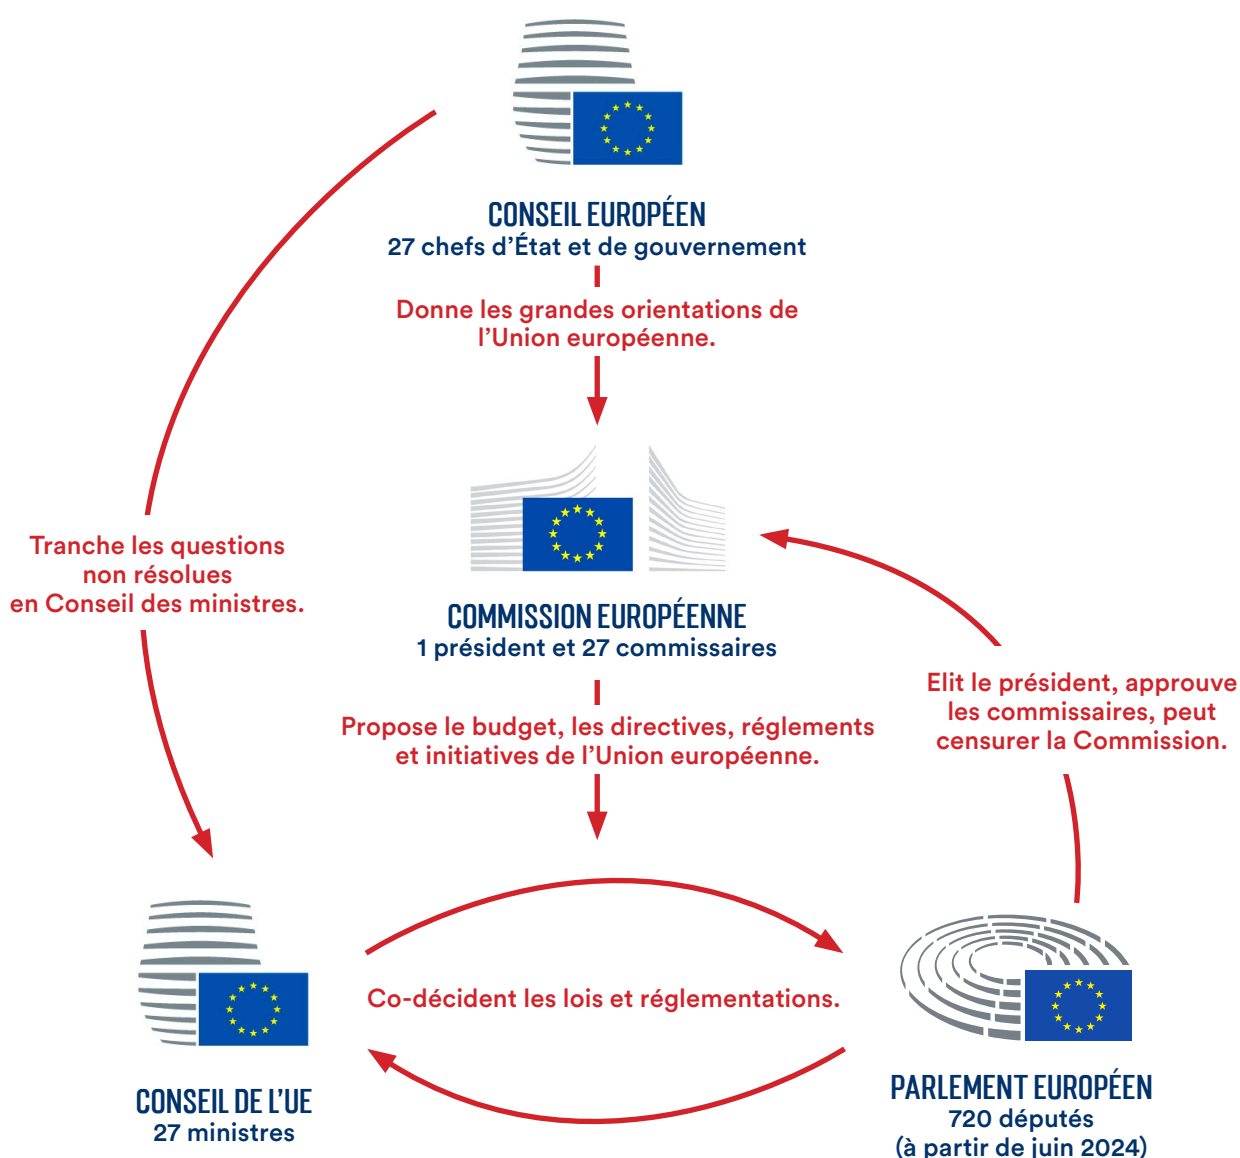 CONSEIL EUROPÉEN
27 chefs d'État et de gouvernement
Donne les grandes orientations de
l'Union européenne.
Tranche les questions
non résolues
en Conseil des ministres.
COMMISSION EUROPÉENNE
1 président et 27 commissaires
Elit le président, approuve
les commissaires, peut
censurer la Commission.
Propose le budget, les directives, réglements
et initiatives de l'Union européenne.
Co-décident les lois et réglementations.
CONSEIL DE L'UE
27 ministres
PARLEMENT EUROPÉEN
720 députés
(à partir de juin 2024)